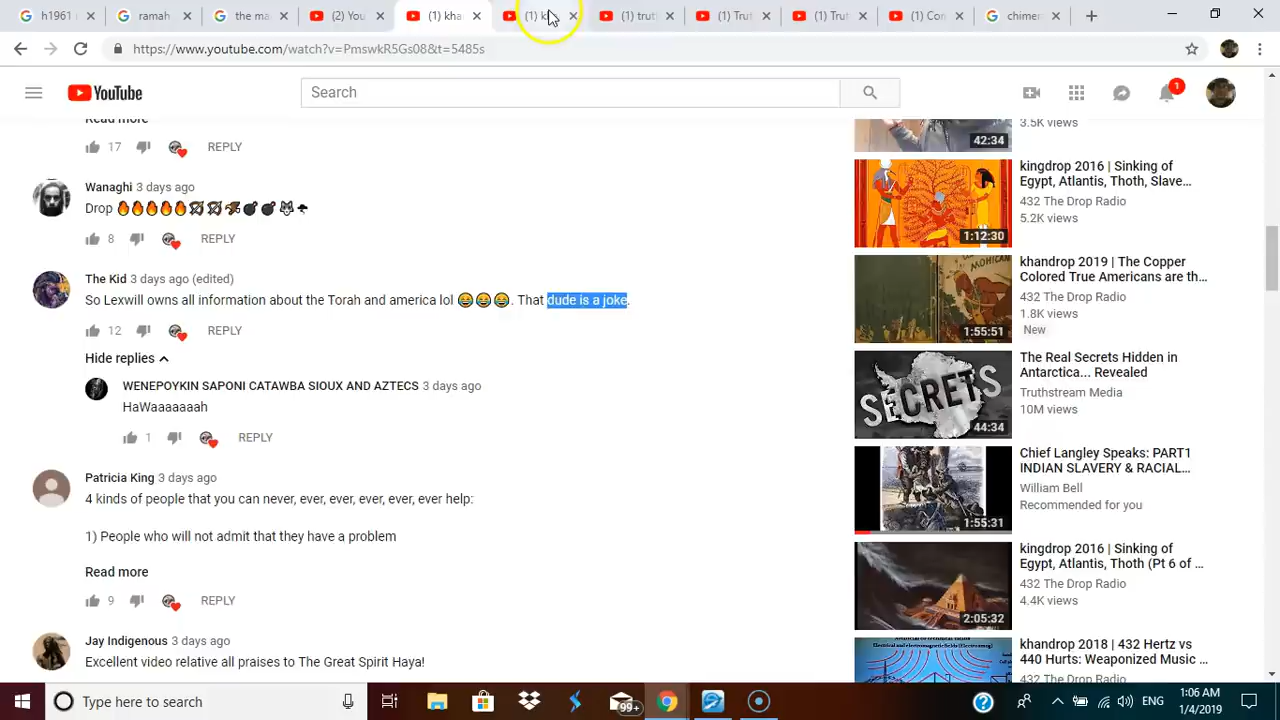 h1961
ramah
the ma
(2) You
(1) kha
(1) k
(1) trut
(1) Trut
(1) Trut
(1) Con
chimer
https://www.youtube.com/watch?v=PmswkR5Gs08&t=5485s
YouTube
Search
1
Read more
17
REPLY
Wanaghi 3 days ago
Drop 🔥🔥🔥🔥🔥
8
REPLY
The Kid 3 days ago (edited)
So Lexwill owns all information about the Torah and america lol 😂😂😂. That dude is a joke.
12
REPLY
Hide replies
WENEPOYKIN SAPONI CATAWBA SIOUX AND AZTECS 3 days ago
HaWaaaaaaah
1
REPLY
Patricia King 3 days ago
4 kinds of people that you can never, ever, ever, ever, ever, ever help:
1) People who will not admit that they have a problem
Read more
9
REPLY
Jay Indigenous 3 days ago
Excellent video relative all praises to The Great Spirit Haya!
3.5K views
42:34
kingdrop 2016 | Sinking of
Egypt, Atlantis, Thoth, Slave...
432 The Drop Radio
5.2K views
1:12:30
MOHICAN
khandrop 2019 | The Copper
Colored True Americans are th...
432 The Drop Radio
1.8K views
New
1:55:51
SECRETS
The Real Secrets Hidden in
Antarctica... Revealed
Truthstream Media
10M views
44:34
Chief Langley Speaks: PART1
INDIAN SLAVERY & RACIAL...
William Bell
Recommended for you
1:55:31
kingdrop 2016 | Sinking of
Egypt, Atlantis, Thoth (Pt 6 of ...
432 The Drop Radio
4.4K views
2:05:32
Electrical and electromagnetic fields (Electrosmog)
khandrop 2018 | 432 Hertz vs
440 Hurts: Weaponized Music ...
432 The Drop Radio
Type here to search
99+
ENG
1:06 AM
1/4/2019